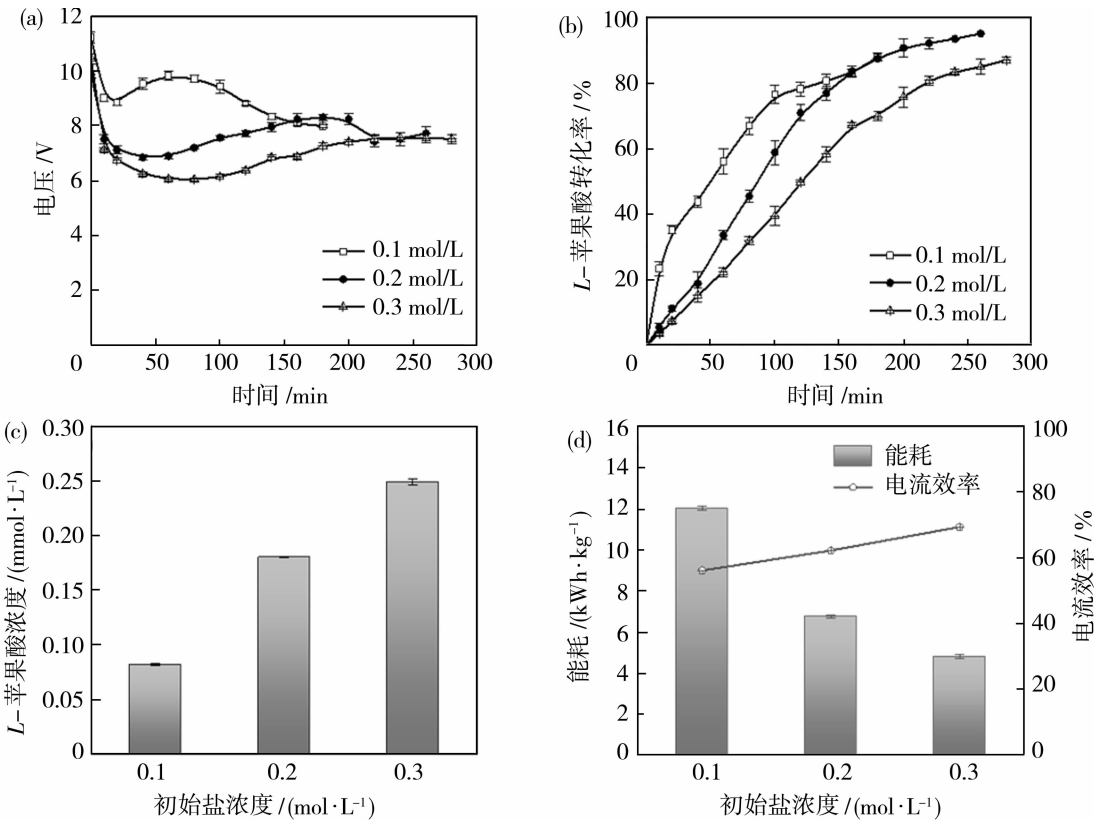 (a)
12
10
8
6
4
2
0
电压/V
0.1 mol/L
0.2 mol/L
0.3 mol/L
50 100 150 200 250 300
时间/min
(b)
100
80
60
40
20
0
L-苹果酸转化率/%
0.1 mol/L
0.2 mol/L
0.3 mol/L
50 100 150 200 250 300
时间/min
(c)
0.30
0.25
0.20
0.15
0.10
0.05
0
L-苹果酸浓度/(mmol·L⁻¹)
0.1 0.2 0.3
初始盐浓度/(mol·L⁻¹)
(d)
16
14
12
10
8
6
4
2
0
能耗/(kWh·kg⁻¹)
能耗
电流效率
100
80
60
40
20
0
电流效率/%
0.1 0.2 0.3
初始盐浓度/(mol·L⁻¹)